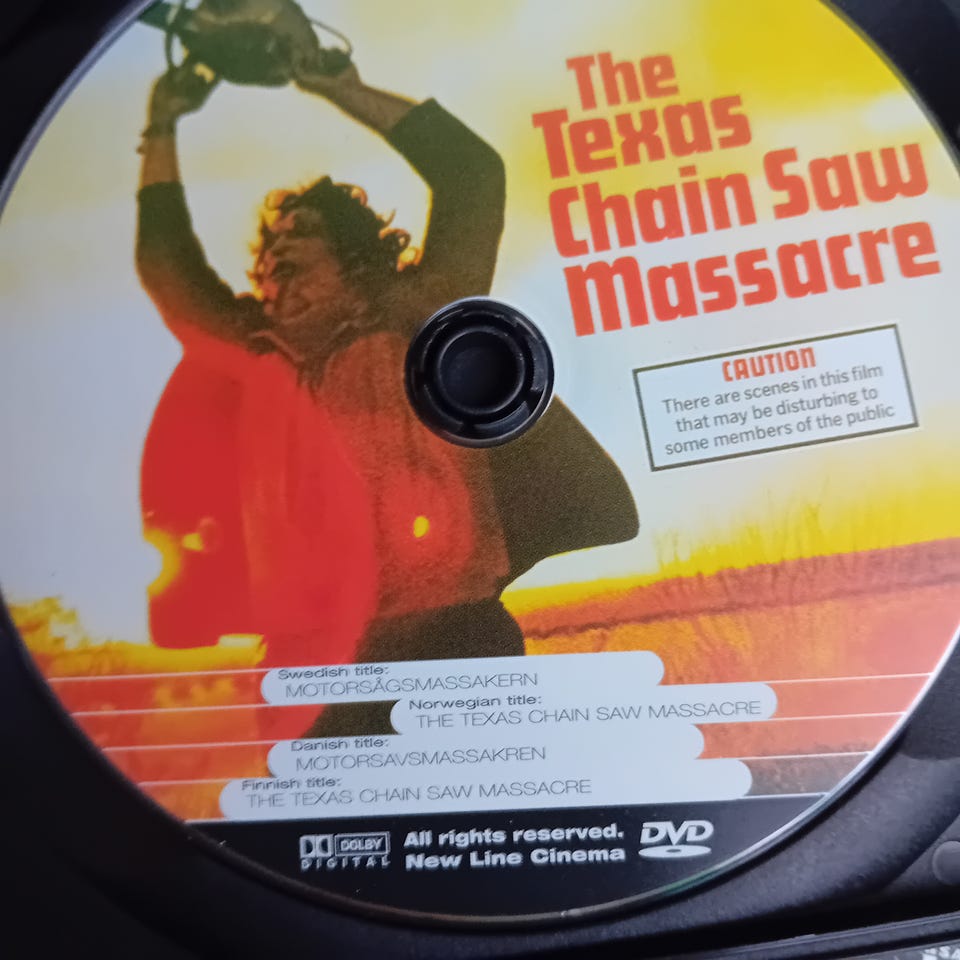 The
Texas
Chain Saw
Massacre
CAUTION
There are scenes in this film
that may be disturbing to
some members of the public
Swedish title:
MOTORSÅGSMASSAKERN
Norwegian title:
THE TEXAS CHAIN SAW MASSACRE
Danish title:
MOTORSAVSMASSAKREN
Finnish title:
THE TEXAS CHAIN SAW MASSACRE
DOLBY
DIGITAL
All rights reserved.
New Line Cinema
DVD